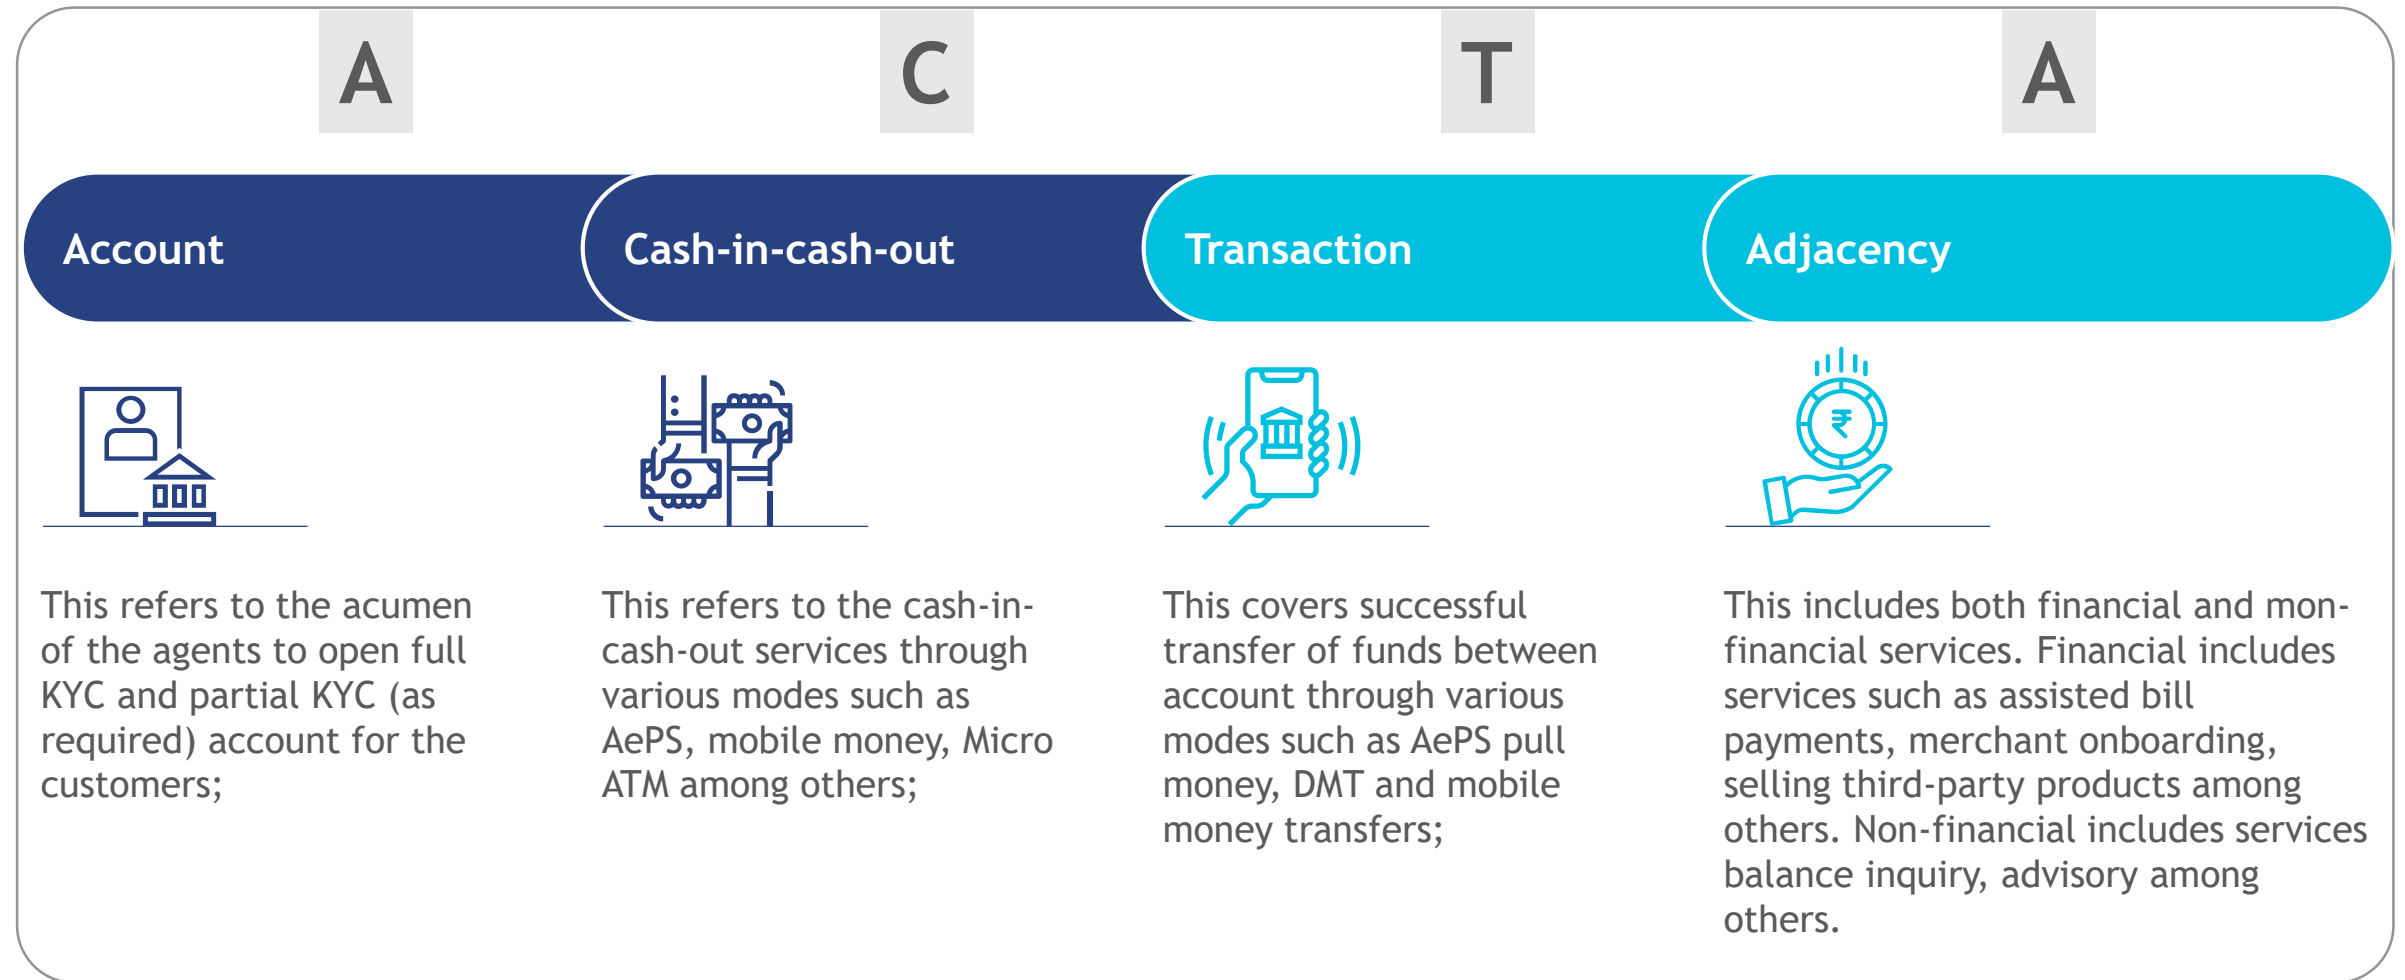 A
C
T
A
Account
Cash-in-cash-out
Transaction
Adjacency
This refers to the acumen
of the agents to open full
KYC and partial KYC (as
required) account for the
customers;
This refers to the cash-in-
cash-out services through
various modes such as
AePS, mobile money, Micro
ATM among others;
This covers successful
transfer of funds between
account through various
modes such as AePS pull
money, DMT and mobile
money transfers;
₹
This includes both financial and mon-
financial services. Financial includes
services such as assisted bill
payments, merchant onboarding,
selling third-party products among
others. Non-financial includes services
balance inquiry, advisory among
others.